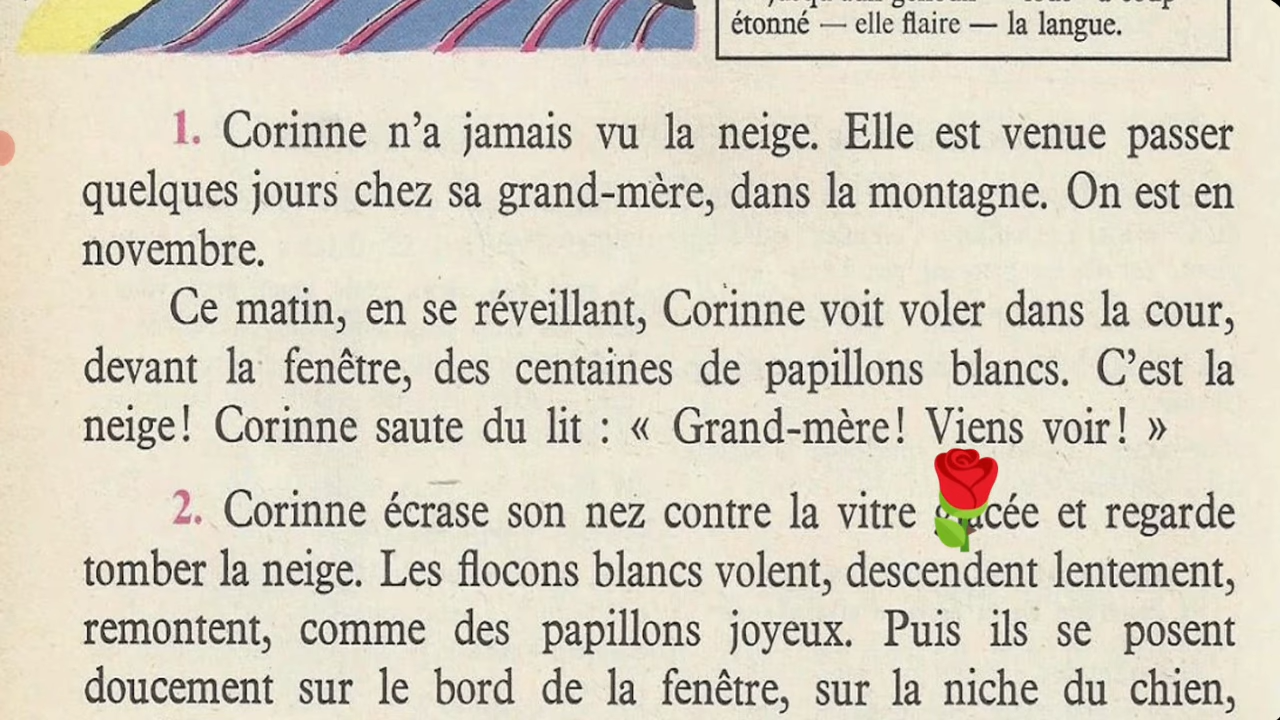 étonné — elle flaire — la langue.
1. Corinne n'a jamais vu la neige. Elle est venue passer
quelques jours chez sa grand-mère, dans la montagne. On est en
novembre.
Ce matin, en se réveillant, Corinne voit voler dans la cour,
devant la fenêtre, des centaines de papillons blancs. C'est la
neige! Corinne saute du lit : « Grand-mère! Viens voir! »
2. Corinne écrase son nez contre la vitre et regarde
tomber la neige. Les flocons blancs volent, descendent lentement,
remontent, comme des papillons joyeux. Puis ils se posent
doucement sur le bord de la fenêtre, sur la niche du chien,